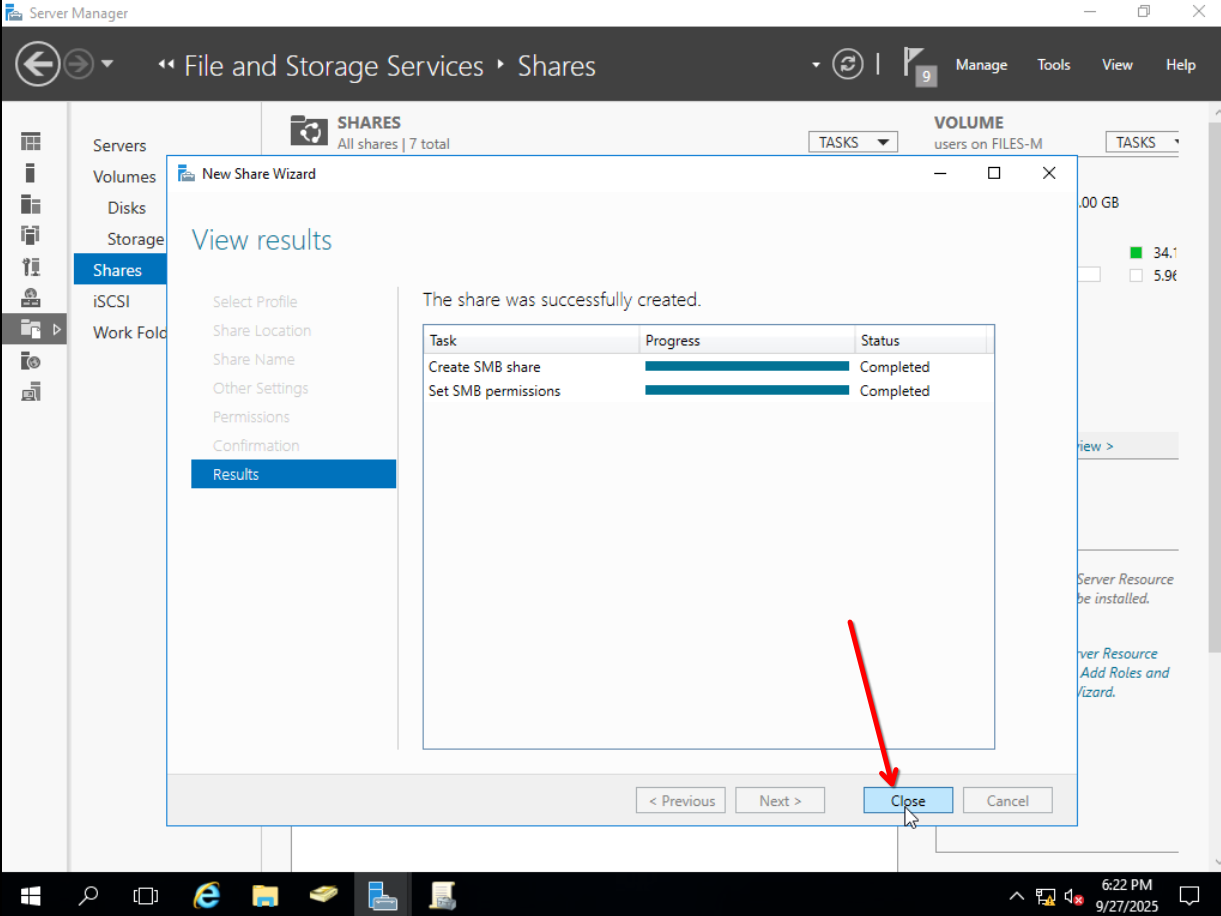 Server Manager
File and Storage Services
Shares
9
Manage
Tools
View
Help
Servers
Volumes
Disks
Storage
Shares
iSCSI
Work Fold
SHARES
All shares | 7 total
TASKS
VOLUME
users on FILES-M
TASKS
.00 GB
34.1
5.96
New Share Wizard
View results
Select Profile
Share Location
Share Name
Other Settings
Permissions
Confirmation
Results
The share was successfully created.
Task Progress Status
Create SMB share Completed
Set SMB permissions Completed
iew >
Server Resource
be installed.
ver Resource
Add Roles and
Vizard.
< Previous
Next >
Close
Cancel
6:22 PM
9/27/2025